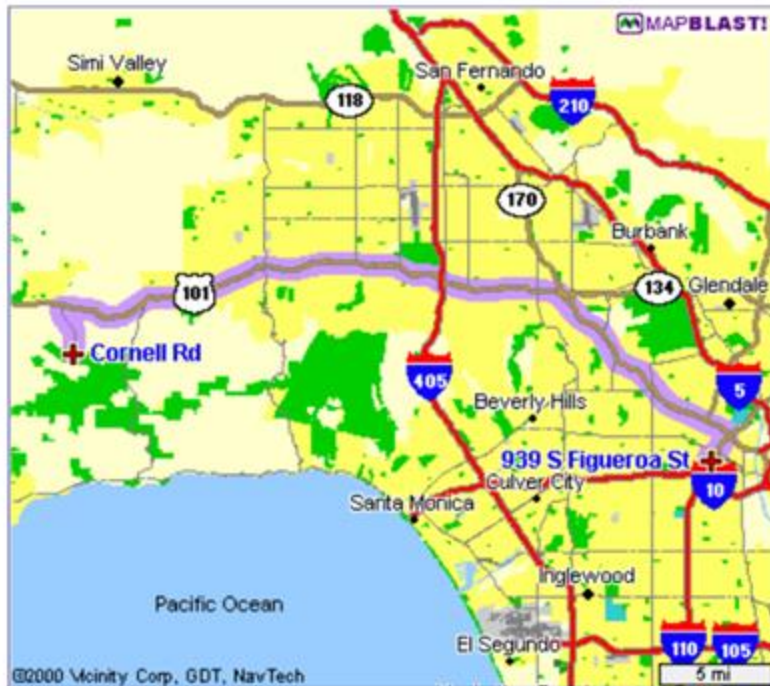 MAPBLAST!
Simi Valley
San Fernando
118
210
170
Burbank
101
134
Glendale
Cornell Rd
405
5
Beverly Hills
939 S Figueroa St
Culver City
10
Santa Monica
Inglewood
Pacific Ocean
El Segundo
110
105
©2000 Vicinity Corp, GDT, NavTech
5 mi